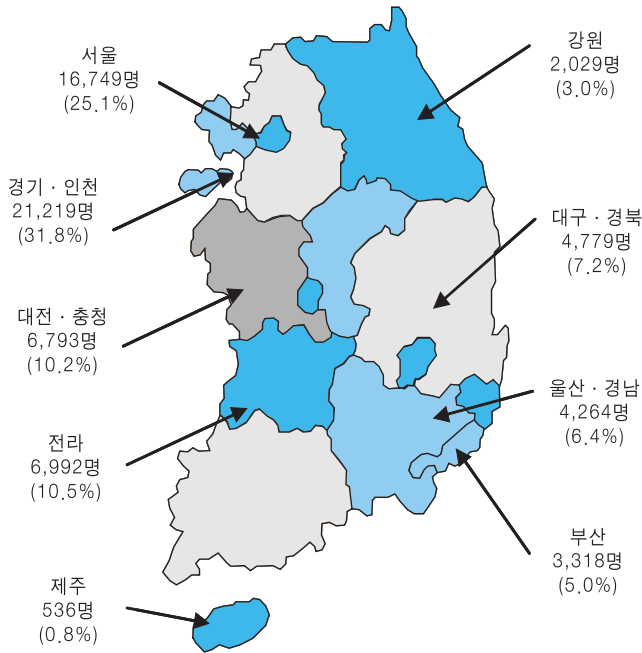 서울
16,749명
(25.1%)
강원
2,029명
(3.0%)
경기 · 인천
21,219명
(31.8%)
대구 · 경북
4,779명
(7.2%)
대전 · 충청
6,793명
(10.2%)
울산 · 경남
4,264명
(6.4%)
전라
6,992명
(10.5%)
부산
3,318명
(5.0%)
제주
536명
(0.8%)